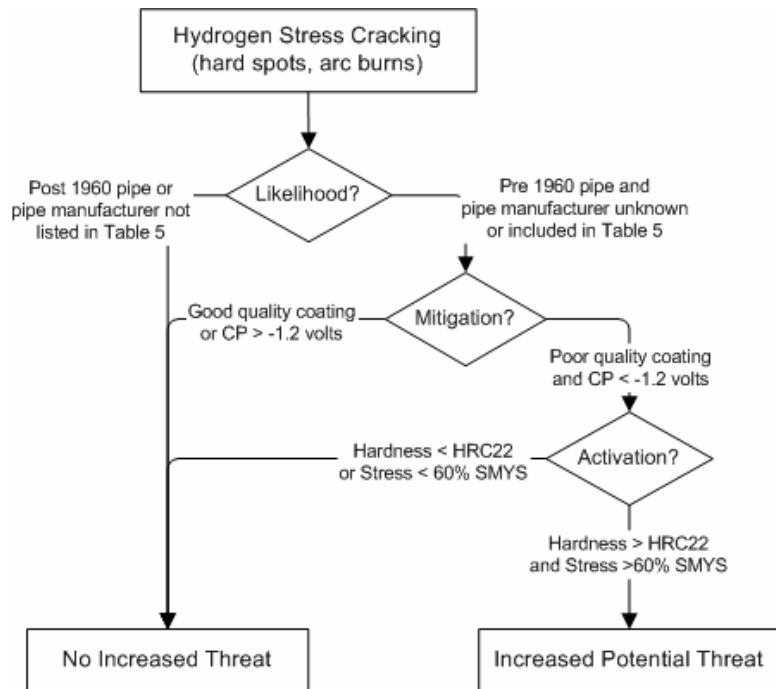 Hydrogen Stress Cracking
(hard spots, arc burns)
Likelihood?
Post 1960 pipe or
pipe manufacturer not
listed in Table 5
Pre 1960 pipe and
pipe manufacturer unknown
or included in Table 5
Mitigation?
Good quality coating
or CP > -1.2 volts
Poor quality coating
and CP < -1.2 volts
Activation?
Hardness < HRC22
or Stress < 60% SMYS
Hardness > HRC22
and Stress >60% SMYS
No Increased Threat
Increased Potential Threat